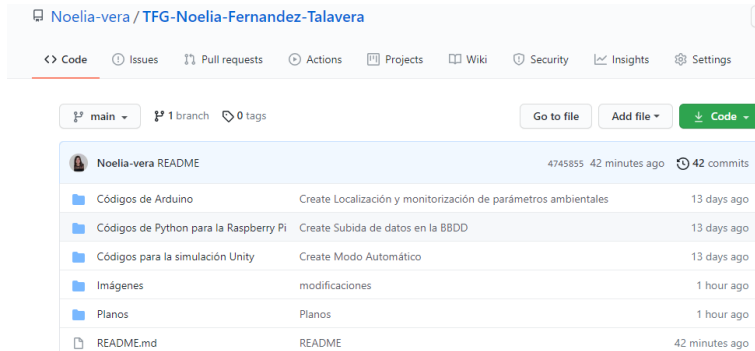 Noelia-vera / TFG-Noelia-Fernandez-Talavera
<> Code Issues Pull requests Actions Projects Wiki Security Insights Settings
main 1 branch 0 tags Go to file Add file Code
Noelia-vera README 4745855 42 minutes ago 42 commits
Códigos de Arduino Create Localización y monitorización de parámetros ambientales 13 days ago
Códigos de Python para la Raspberry Pi Create Subida de datos en la BBDD 13 days ago
Códigos para la simulación Unity Create Modo Automático 13 days ago
Imágenes modificaciones 1 hour ago
Planos Planos 1 hour ago
README.md README 42 minutes ago